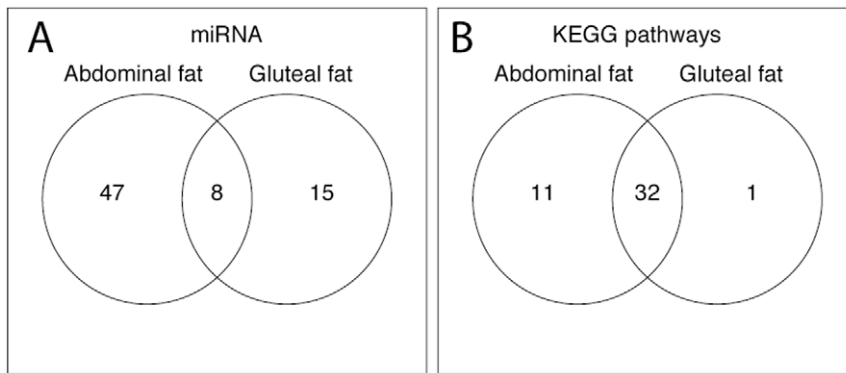 A
miRNA
Abdominal fat Gluteal fat
47 8 15
B
KEGG pathways
Abdominal fat Gluteal fat
11 32 1